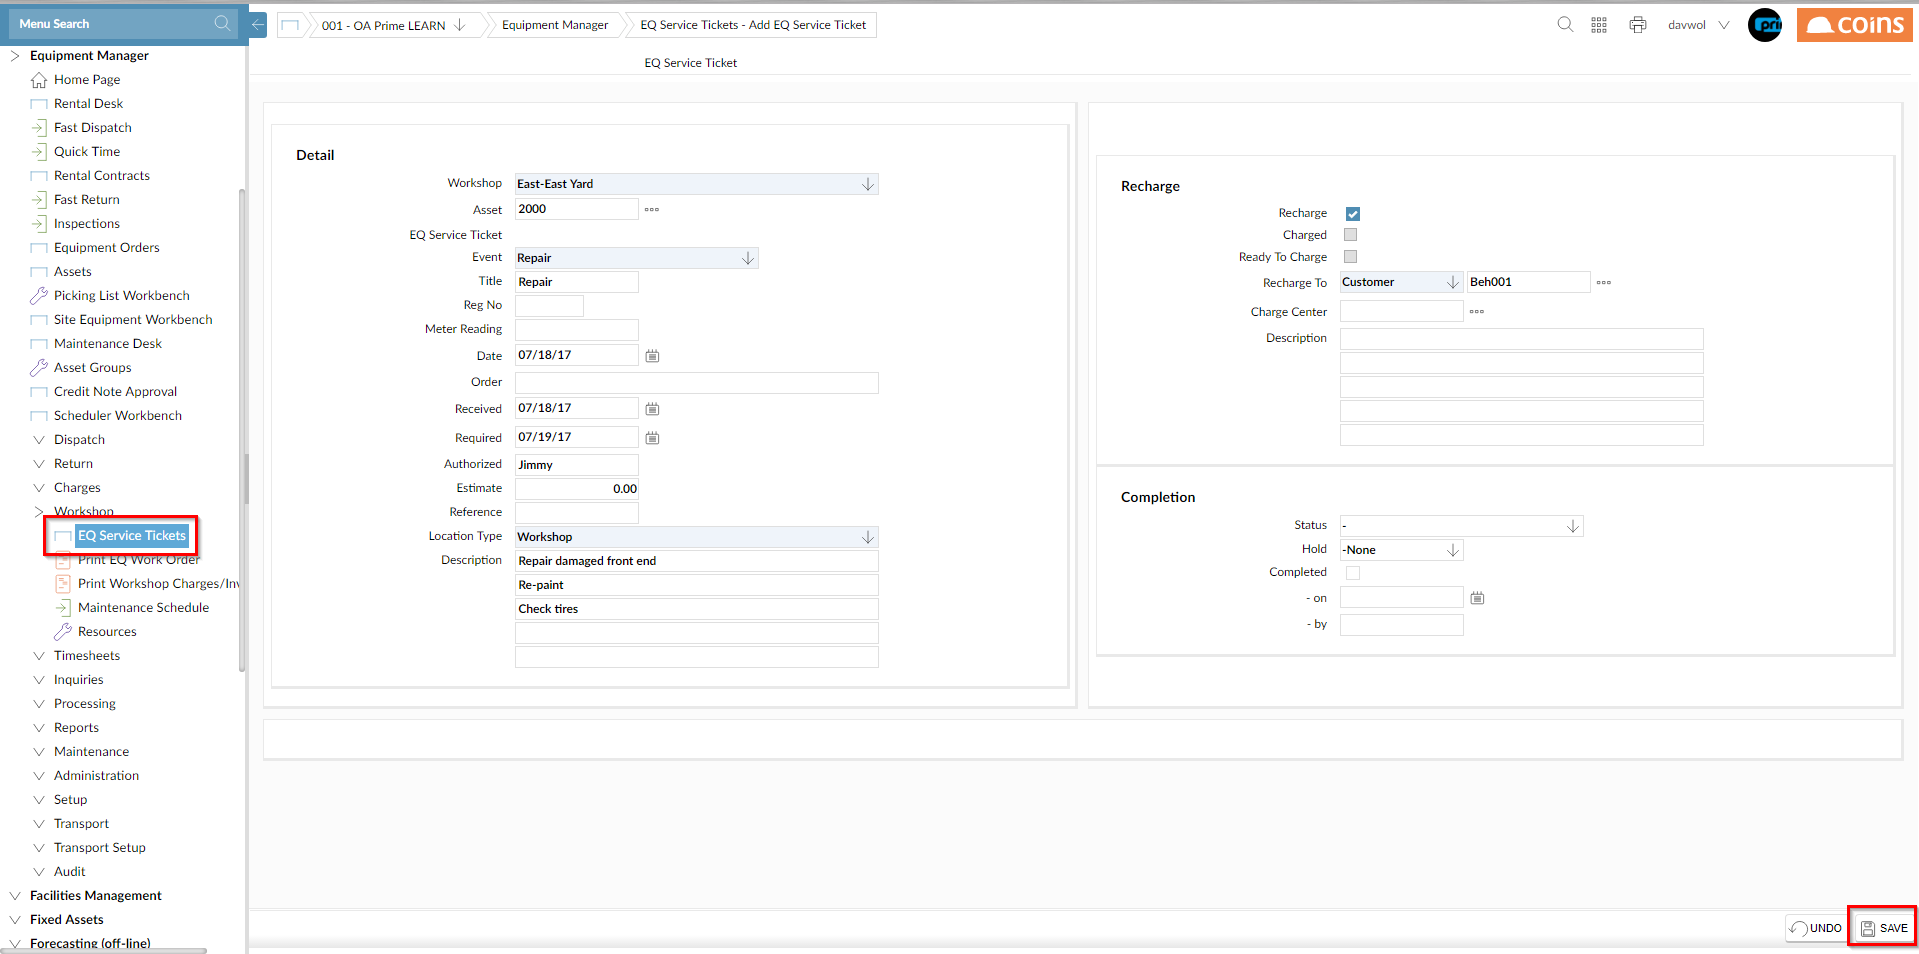 Menu Search
001 - OA Prime LEARN
Equipment Manager
EQ Service Tickets - Add EQ Service Ticket
davwol
coins
EQ Service Ticket
Equipment Manager
Home Page
Rental Desk
Fast Dispatch
Quick Time
Rental Contracts
Fast Return
Inspections
Equipment Orders
Assets
Picking List Workbench
Site Equipment Workbench
Maintenance Desk
Asset Groups
Credit Note Approval
Scheduler Workbench
Dispatch
Return
Charges
Workshop
EQ Service Tickets
Print EQ Work Order
Print Workshop Charges/Inv
Maintenance Schedule
Resources
Timesheets
Inquiries
Processing
Reports
Maintenance
Administration
Setup
Transport
Transport Setup
Audit
Facilities Management
Fixed Assets
Forecasting (off-line)
Detail
Workshop East-East Yard
Asset 2000
EQ Service Ticket
Event Repair
Title Repair
Reg No
Meter Reading
Date 07/18/17
Order
Received 07/18/17
Required 07/19/17
Authorized Jimmy
Estimate 0.00
Reference
Location Type Workshop
Description Repair damaged front end
Re-paint
Check tires
Recharge
Recharge
Charged
Ready To Charge
Recharge To Customer Beh001
Charge Center
Description
Completion
Status -
Hold -None
Completed
- on
- by
UNDO
SAVE